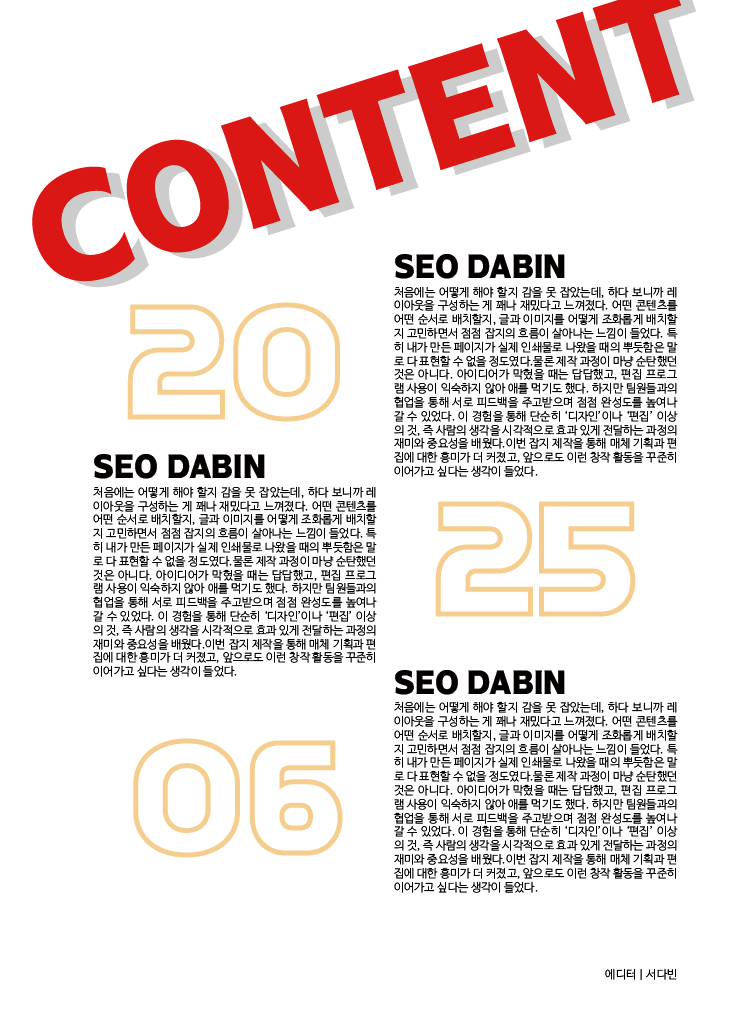 CONTENT
SEO DABIN
처음에는 어떻게 해야 할지 감을 못 잡았는데, 하다 보니까 레
이아웃을 구성하는 게 꽤나 재밌다고 느껴졌다. 어떤 콘텐츠를
어떤 순서로 배치할지, 글과 이미지를 어떻게 조화롭게 배치할
지 고민하면서 점점 잡지의 흐름이 살아나는 느낌이 들었다. 특
히 내가 만든 페이지가 실제 인쇄물로 나왔을 때의 뿌듯함은 말
로 다 표현할 수 없을 정도였다.물론 제작 과정이 마냥 순탄했던
것은 아니다. 아이디어가 막혔을 때는 답답했고, 편집 프로그
램 사용이 익숙하지 않아 애를 먹기도 했다. 하지만 팀원들과의
협업을 통해 서로 피드백을 주고받으며 점점 완성도를 높여나
갈 수 있었다. 이 경험을 통해 단순히 ‘디자인’이나 ‘편집’ 이상
의 것, 즉 사람의 생각을 시각적으로 효과 있게 전달하는 과정의
재미와 중요성을 배웠다.이번 잡지 제작을 통해 매체 기획과 편
집에 대한 흥미가 더 커졌고, 앞으로도 이런 창작 활동을 꾸준히
이어가고 싶다는 생각이 들었다.
20
SEO DABIN
처음에는 어떻게 해야 할지 감을 못 잡았는데, 하다 보니까 레
이아웃을 구성하는 게 꽤나 재밌다고 느껴졌다. 어떤 콘텐츠를
어떤 순서로 배치할지, 글과 이미지를 어떻게 조화롭게 배치할
지 고민하면서 점점 잡지의 흐름이 살아나는 느낌이 들었다. 특
히 내가 만든 페이지가 실제 인쇄물로 나왔을 때의 뿌듯함은 말
로 다 표현할 수 없을 정도였다.물론 제작 과정이 마냥 순탄했던
것은 아니다. 아이디어가 막혔을 때는 답답했고, 편집 프로그
램 사용이 익숙하지 않아 애를 먹기도 했다. 하지만 팀원들과의
협업을 통해 서로 피드백을 주고받으며 점점 완성도를 높여나
갈 수 있었다. 이 경험을 통해 단순히 ‘디자인’이나 ‘편집’ 이상
의 것, 즉 사람의 생각을 시각적으로 효과 있게 전달하는 과정의
재미와 중요성을 배웠다.이번 잡지 제작을 통해 매체 기획과 편
집에 대한 흥미가 더 커졌고, 앞으로도 이런 창작 활동을 꾸준히
이어가고 싶다는 생각이 들었다.
25
SEO DABIN
처음에는 어떻게 해야 할지 감을 못 잡았는데, 하다 보니까 레
이아웃을 구성하는 게 꽤나 재밌다고 느껴졌다. 어떤 콘텐츠를
어떤 순서로 배치할지, 글과 이미지를 어떻게 조화롭게 배치할
지 고민하면서 점점 잡지의 흐름이 살아나는 느낌이 들었다. 특
히 내가 만든 페이지가 실제 인쇄물로 나왔을 때의 뿌듯함은 말
로 다 표현할 수 없을 정도였다.물론 제작 과정이 마냥 순탄했던
것은 아니다. 아이디어가 막혔을 때는 답답했고, 편집 프로그
램 사용이 익숙하지 않아 애를 먹기도 했다. 하지만 팀원들과의
협업을 통해 서로 피드백을 주고받으며 점점 완성도를 높여나
갈 수 있었다. 이 경험을 통해 단순히 ‘디자인’이나 ‘편집’ 이상
의 것, 즉 사람의 생각을 시각적으로 효과 있게 전달하는 과정의
재미와 중요성을 배웠다.이번 잡지 제작을 통해 매체 기획과 편
집에 대한 흥미가 더 커졌고, 앞으로도 이런 창작 활동을 꾸준히
이어가고 싶다는 생각이 들었다.
06
에디터 | 서다빈